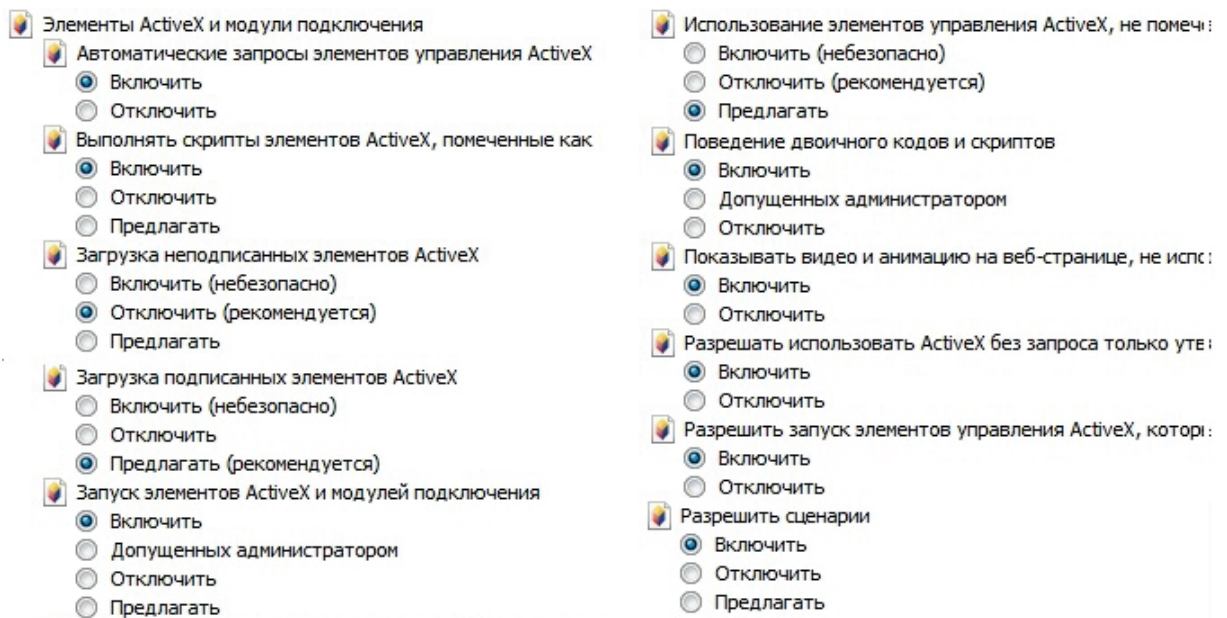 Элементы ActiveX и модули подключения
Автоматические запросы элементов управления ActiveX
Включить
Отключить
Выполнять скрипты элементов ActiveX, помеченные как
Включить
Отключить
Предлагать
Загрузка неподписанных элементов ActiveX
Включить (небезопасно)
Отключить (рекомендуется)
Предлагать
Загрузка подписанных элементов ActiveX
Включить (небезопасно)
Отключить
Предлагать (рекомендуется)
Запуск элементов ActiveX и модулей подключения
Включить
Допущенных администратором
Отключить
Предлагать
Использование элементов управления ActiveX, не
Включить (небезопасно)
Отключить (рекомендуется)
Предлагать
Поведение двоичного кодов и скриптов
Включить
Допущенных администратором
Отключить
Показывать видео и анимацию на веб-странице, не
Включить
Отключить
Разрешать использовать ActiveX без запроса только
Включить
Отключить
Разрешить запуск элементов управления ActiveX,
Включить
Отключить
Разрешить сценарии
Включить
Отключить
Предлагать